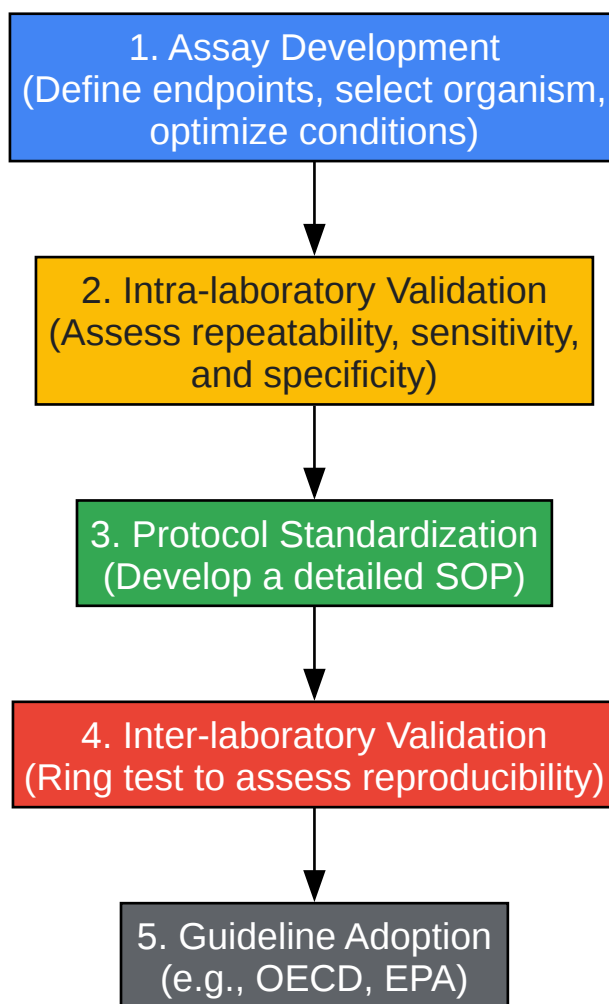 1. Assay Development
(Define endpoints, select organism,
optimize conditions)
2. Intra-laboratory Validation
(Assess repeatability, sensitivity,
and specificity)
3. Protocol Standardization
(Develop a detailed SOP)
4. Inter-laboratory Validation
(Ring test to assess reproducibility)
5. Guideline Adoption
(e.g., OECD, EPA)